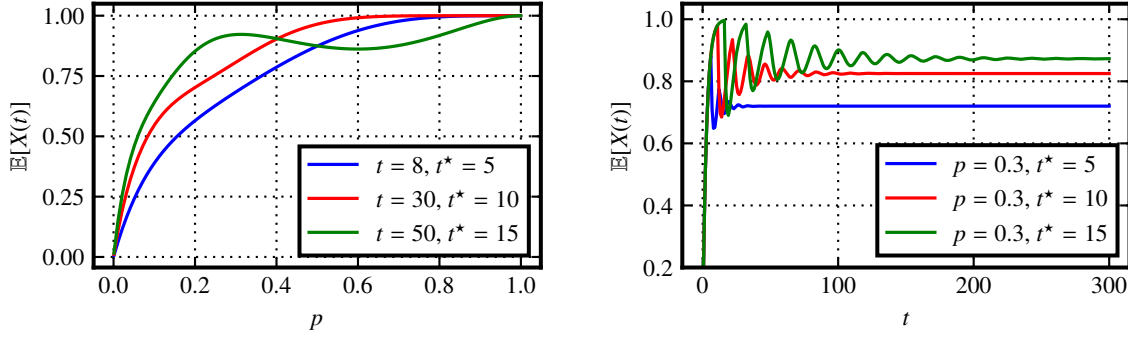 1.00
0.75
0.50
0.25
0.00
𝔼[X(t)]
t = 8, t★ = 5
t = 30, t★ = 10
t = 50, t★ = 15
0.0 0.2 0.4 0.6 0.8 1.0
p
1.0
0.8
0.6
0.4
0.2
𝔼[X(t)]
p = 0.3, t★ = 5
p = 0.3, t★ = 10
p = 0.3, t★ = 15
0 100 200 300
t